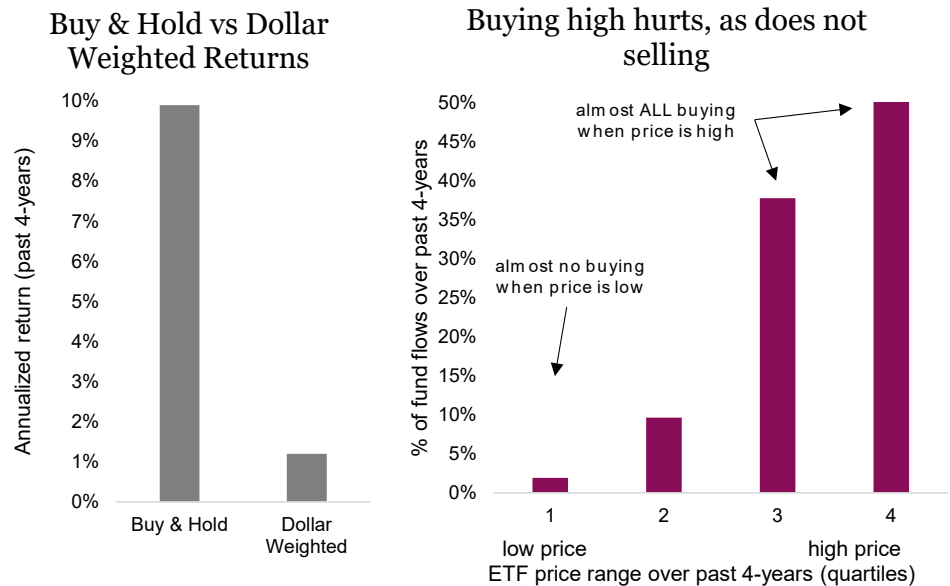 Buy & Hold vs Dollar
Weighted Returns
Annualized return (past 4-years)
10%
9%
8%
7%
6%
5%
4%
3%
2%
1%
0%
Buy & Hold
Dollar
Weighted
Buying high hurts, as does not
selling
% of fund flows over past 4-years
50%
45%
40%
35%
30%
25%
20%
15%
10%
5%
0%
almost ALL buying
when price is high
almost no buying
when price is low
1
2
3
4
low price
high price
ETF price range over past 4-years (quartiles)